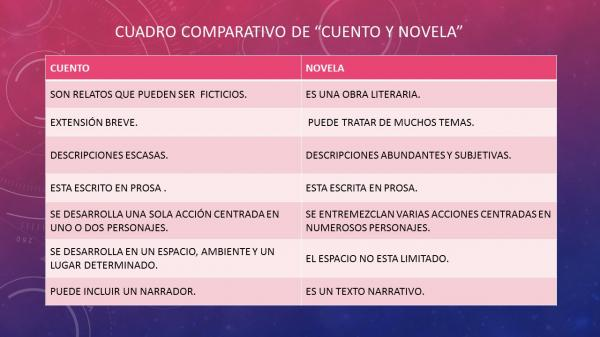 CUADRO COMPARATIVO DE “CUENTO Y NOVELA”
CUENTO
NOVELA
SON RELATOS QUE PUEDEN SER FICTICIOS.
ES UNA OBRA LITERARIA.
EXTENSIÓN BREVE.
PUEDE TRATAR DE MUCHOS TEMAS.
DESCRIPCIONES ESCASAS.
DESCRIPCIONES ABUNDANTES Y SUBJETIVAS.
ESTA ESCRITO EN PROSA .
ESTA ESCRITA EN PROSA.
SE DESARROLLA UNA SOLA ACCIÓN CENTRADA EN
UNO O DOS PERSONAJES.
SE ENTREMEZCLAN VARIAS ACCIONES CENTRADAS EN
NUMEROSOS PERSONAJES.
SE DESARROLLA EN UN ESPACIO, AMBIENTE Y UN
LUGAR DETERMINADO.
EL ESPACIO NO ESTA LIMITADO.
PUEDE INCLUIR UN NARRADOR.
ES UN TEXTO NARRATIVO.